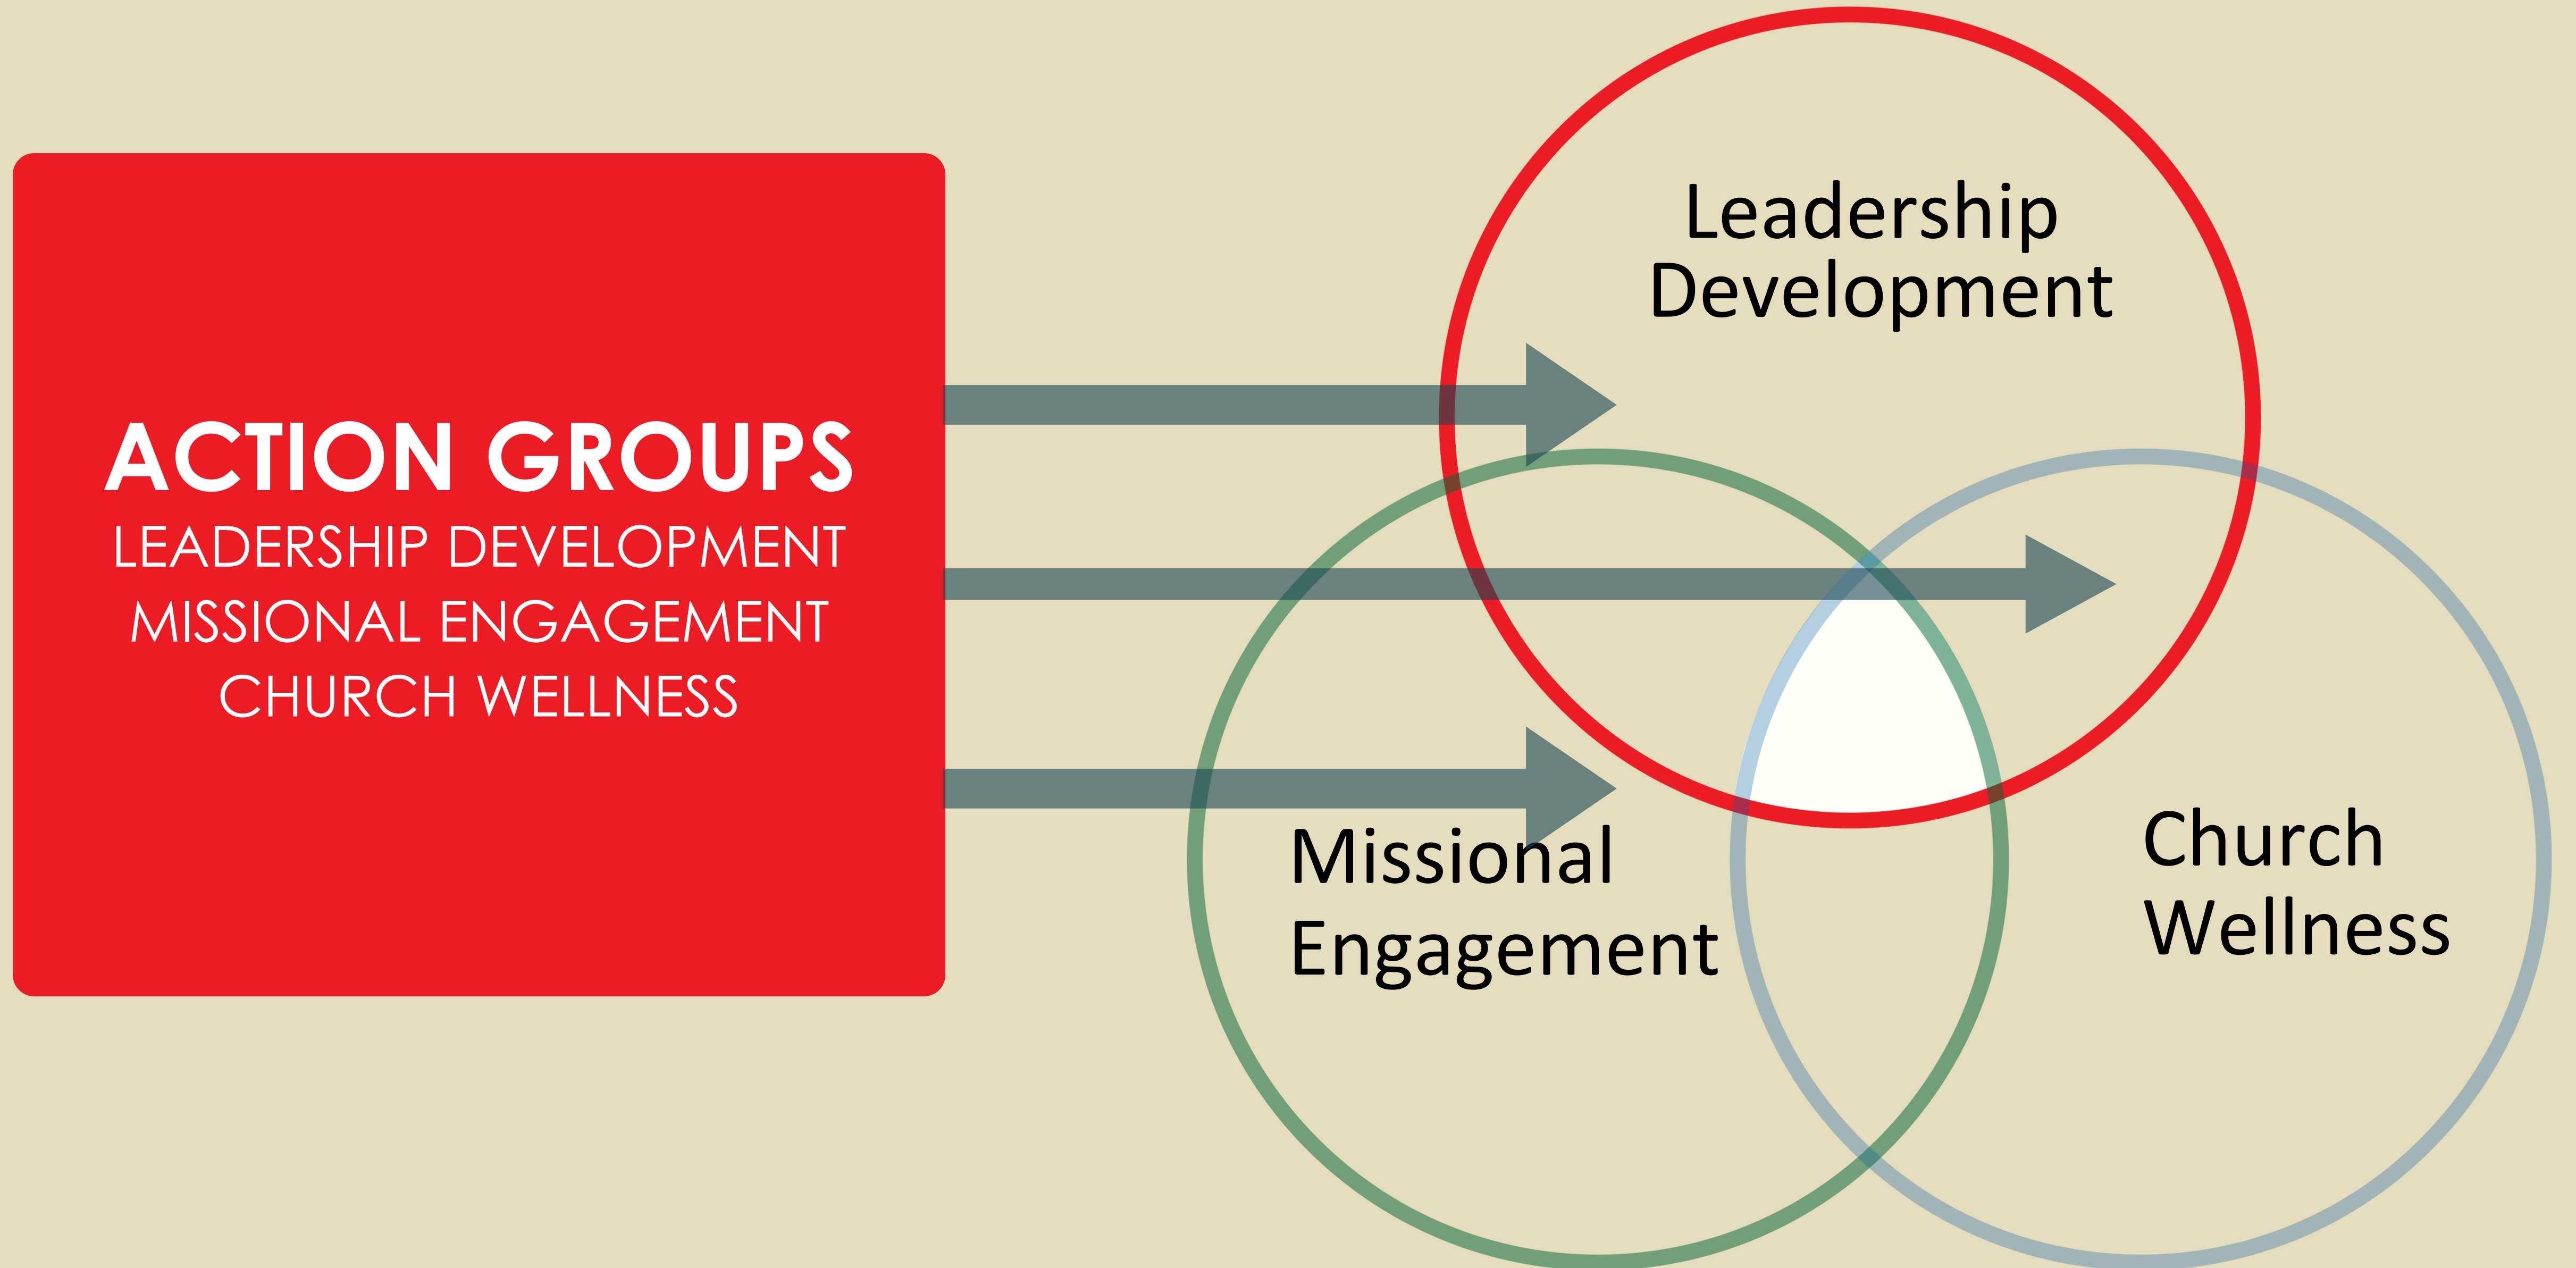 ACTION GROUPS
LEADERSHIP DEVELOPMENT
MISSIONAL ENGAGEMENT
CHURCH WELLNESS
Leadership
Development
Missional
Engagement
Church
Wellness